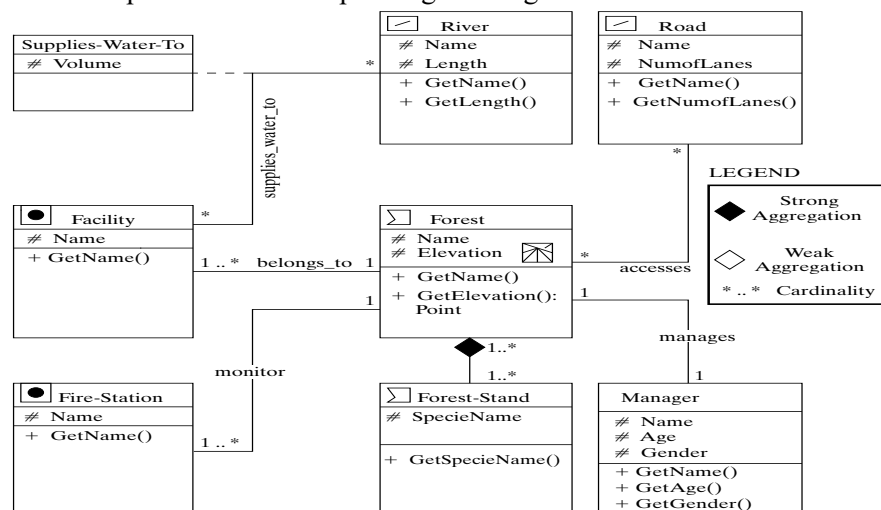 Supplies-Water-To
# Volume
River
# Name
# Length
+ GetName()
+ GetLength()
Road
# Name
# NumofLanes
+ GetName()
+ GetNumofLanes()
*
supplies_water_to
*
*
LEGEND
Strong
Aggregation
Weak
Aggregation
* .. * Cardinality
Facility
# Name
+ GetName()
1 .. * belongs_to 1
Forest
# Name
# Elevation
+ GetName()
+ GetElevation():
Point
*
accesses
1
1
manages
1
monitor
1 .. *
1..*
1..*
Fire-Station
# Name
+ GetName()
Forest-Stand
# SpecieName
+ GetSpecieName()
Manager
# Name
# Age
# Gender
+ GetName()
+ GetAge()
+ GetGender()